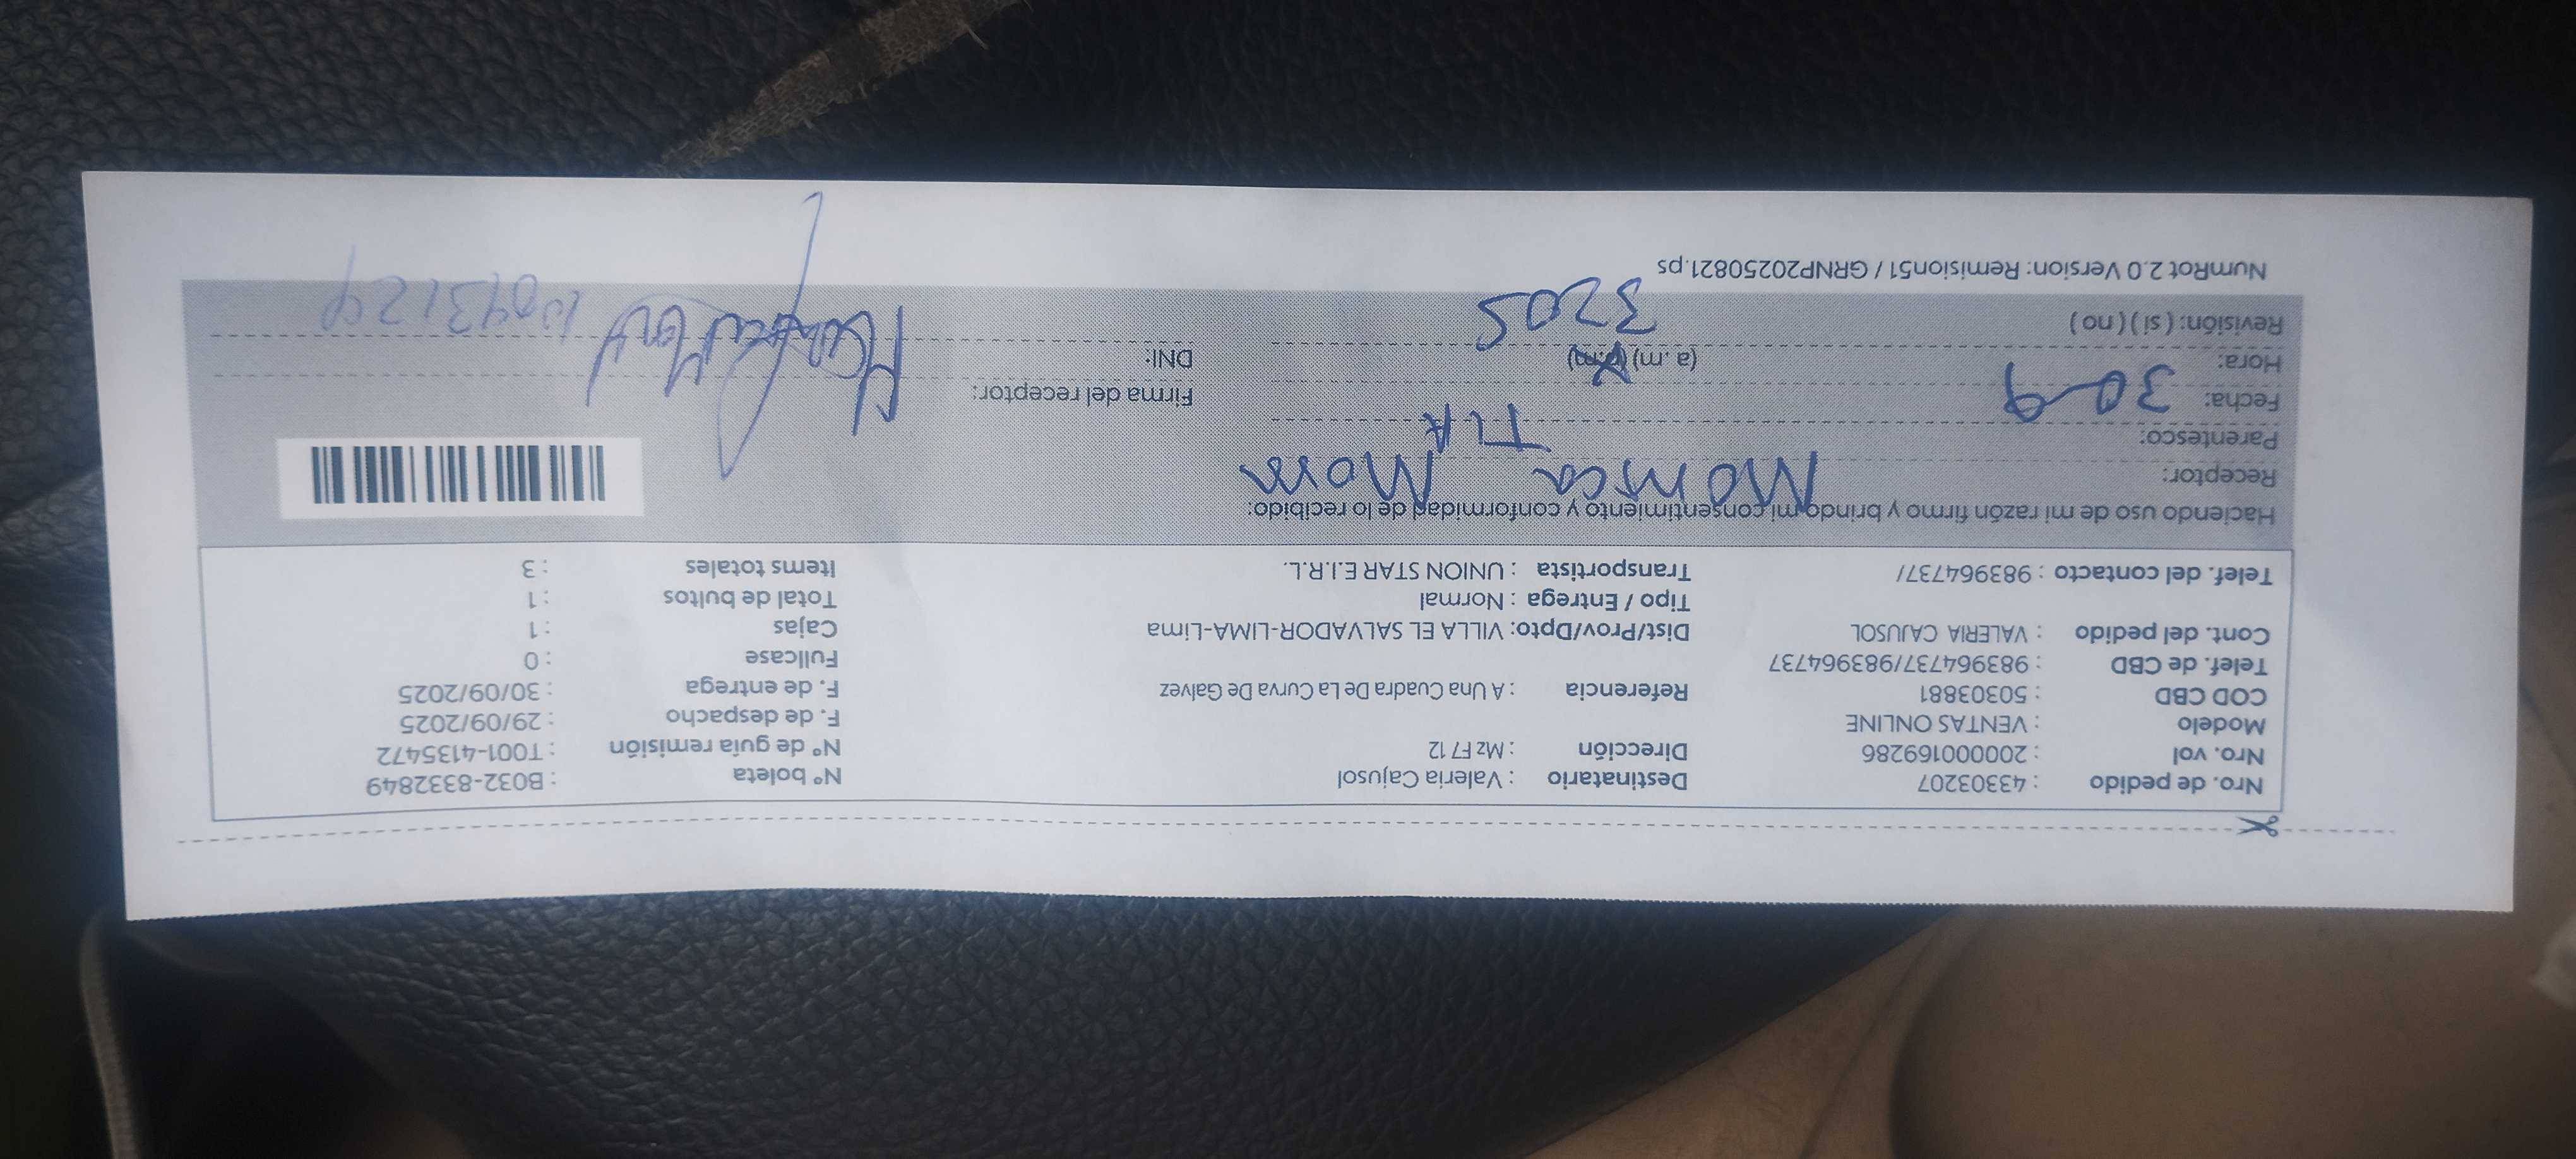 Nro. de pedido : 43303207 Destinatario : Valeria Cajusol Nº boleta : B032-8332849
Nro. vol : 20000000169286 Dirección : Mz F7 12 Nº de guía remisión : T001-4135472
Modelo : VENTAS ONLINE F. de despacho : 29/09/2025
COD CBD : 50303881 Referencia : A Una Cuadra De La Curva De Galvez F. de entrega : 30/09/2025
Telef. de CBD : 983964737/983964737 Fullcase : 0
Cont. del pedido : VALERIA CAJUSOL Dist/Prov/Dpto: VILLA EL SALVADOR-LIMA-Lima Cajas : 1
Tipo / Entrega : Normal Total de bultos : 1
Telef. del contacto : 983964737/ Transportista : UNION STAR E.I.R.L. Items totales : 3
Haciendo uso de mi razón firmo y brindo mi consentimiento y conformidad de lo recibido:
Receptor: Monica
Parentesco: TIA
Fecha: 30-9 Firma del receptor:
Hora: (a .m) (p.m) DNI:
Revisión: ( si ) ( no ) 3205
NumRot 2.0 Version: Remision51 / GRNP20250821.ps